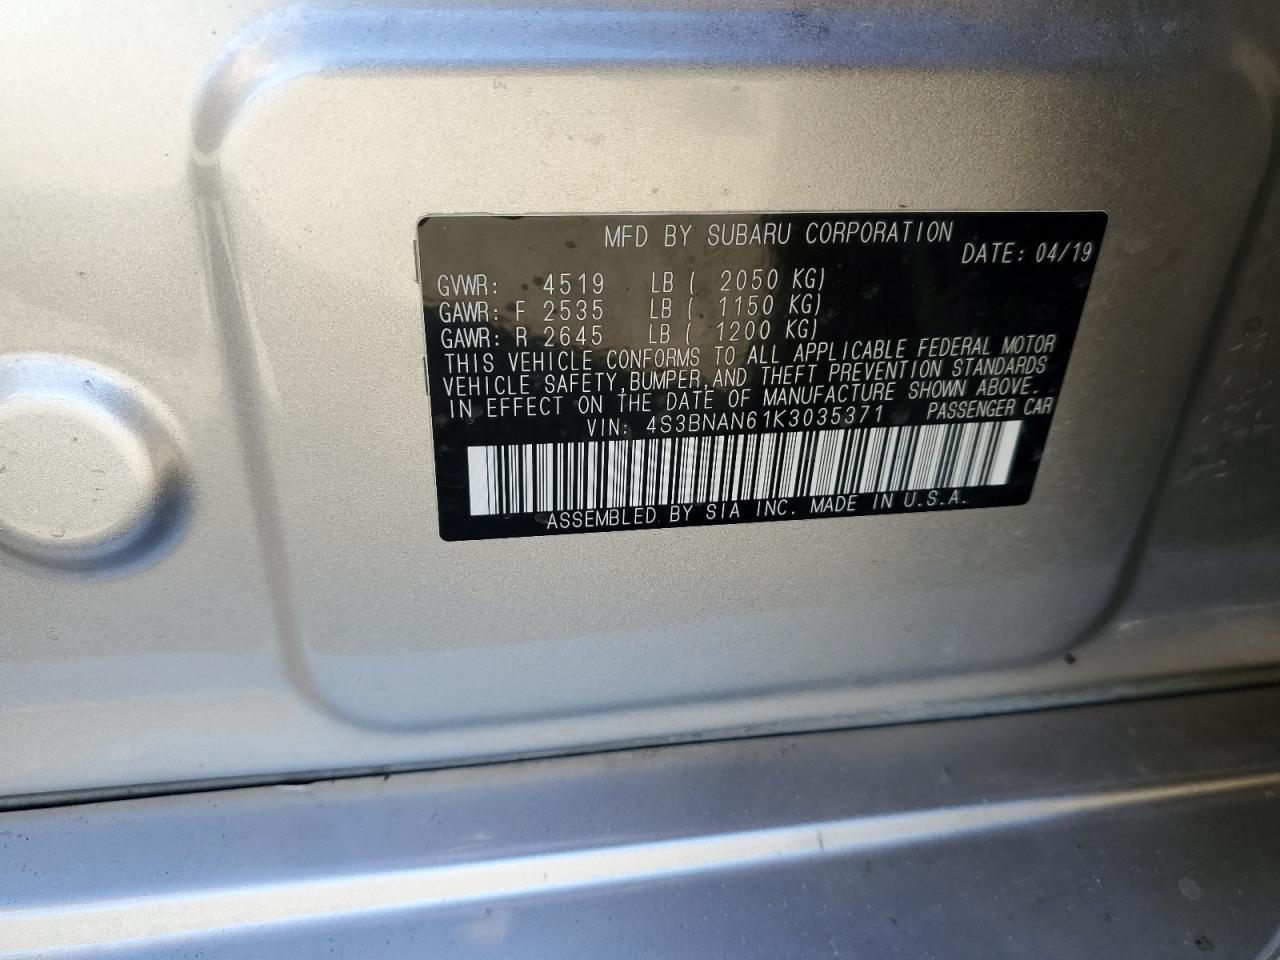 MFD BY SUBARU CORPORATION
DATE: 04/19
GVWR: 4519 LB ( 2050 KG)
GAWR: F 2535 LB ( 1150 KG)
GAWR: R 2645 LB ( 1200 KG)
THIS VEHICLE CONFORMS TO ALL APPLICABLE FEDERAL MOTOR
VEHICLE SAFETY,BUMPER,AND THEFT PREVENTION STANDARDS
IN EFFECT ON THE DATE OF MANUFACTURE SHOWN ABOVE.
VIN: 4S3BNAN61K3035371 PASSENGER CAR
ASSEMBLED BY SIA INC. MADE IN U.S.A.